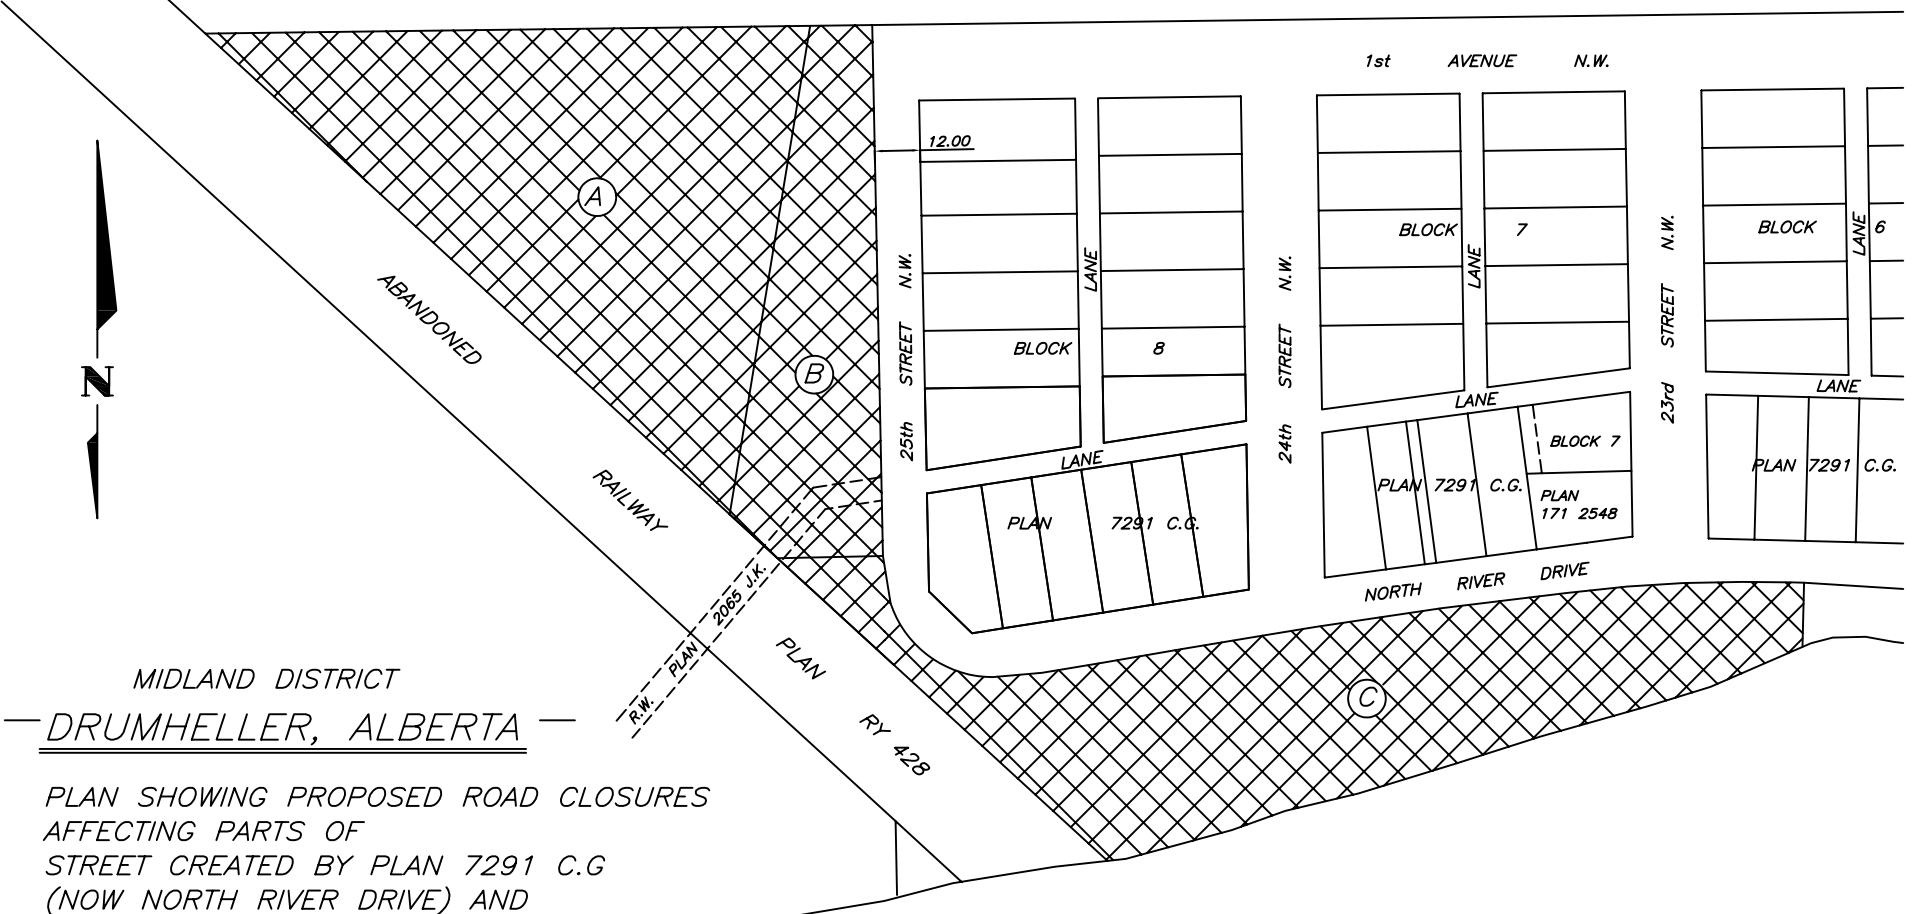 1st AVENUE N.W.
12.00
A
B
C
25th STREET N.W.
LANE
BLOCK 8
LANE
PLAN 7291 C.G.
24th STREET N.W.
BLOCK 7
LANE
LANE
PLAN 7291 C.G.
BLOCK 7
PLAN
171 2548
23rd STREET N.W.
BLOCK 6
LANE
LANE
PLAN 7291 C.G.
NORTH RIVER DRIVE
ABANDONED RAILWAY PLAN RY 428
R.W. PLAN 2065 J.K.
N
MIDLAND DISTRICT
DRUMHELLER, ALBERTA
PLAN SHOWING PROPOSED ROAD CLOSURES
AFFECTING PARTS OF
STREET CREATED BY PLAN 7291 C.G
(NOW NORTH RIVER DRIVE) AND